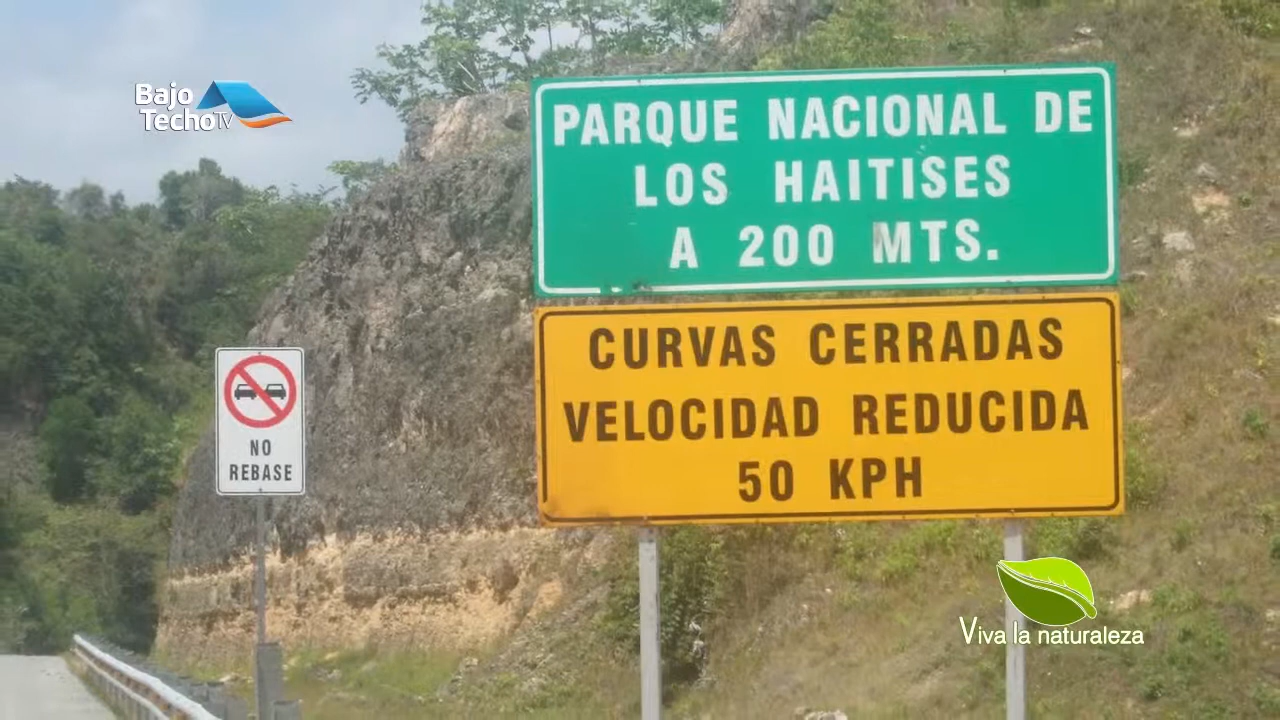 Bajo
TechoTV
PARQUE NACIONAL DE
LOS HAITISES
A 200 MTS.
CURVAS CERRADAS
VELOCIDAD REDUCIDA
50 KPH
NO
REBASE
Viva la naturaleza